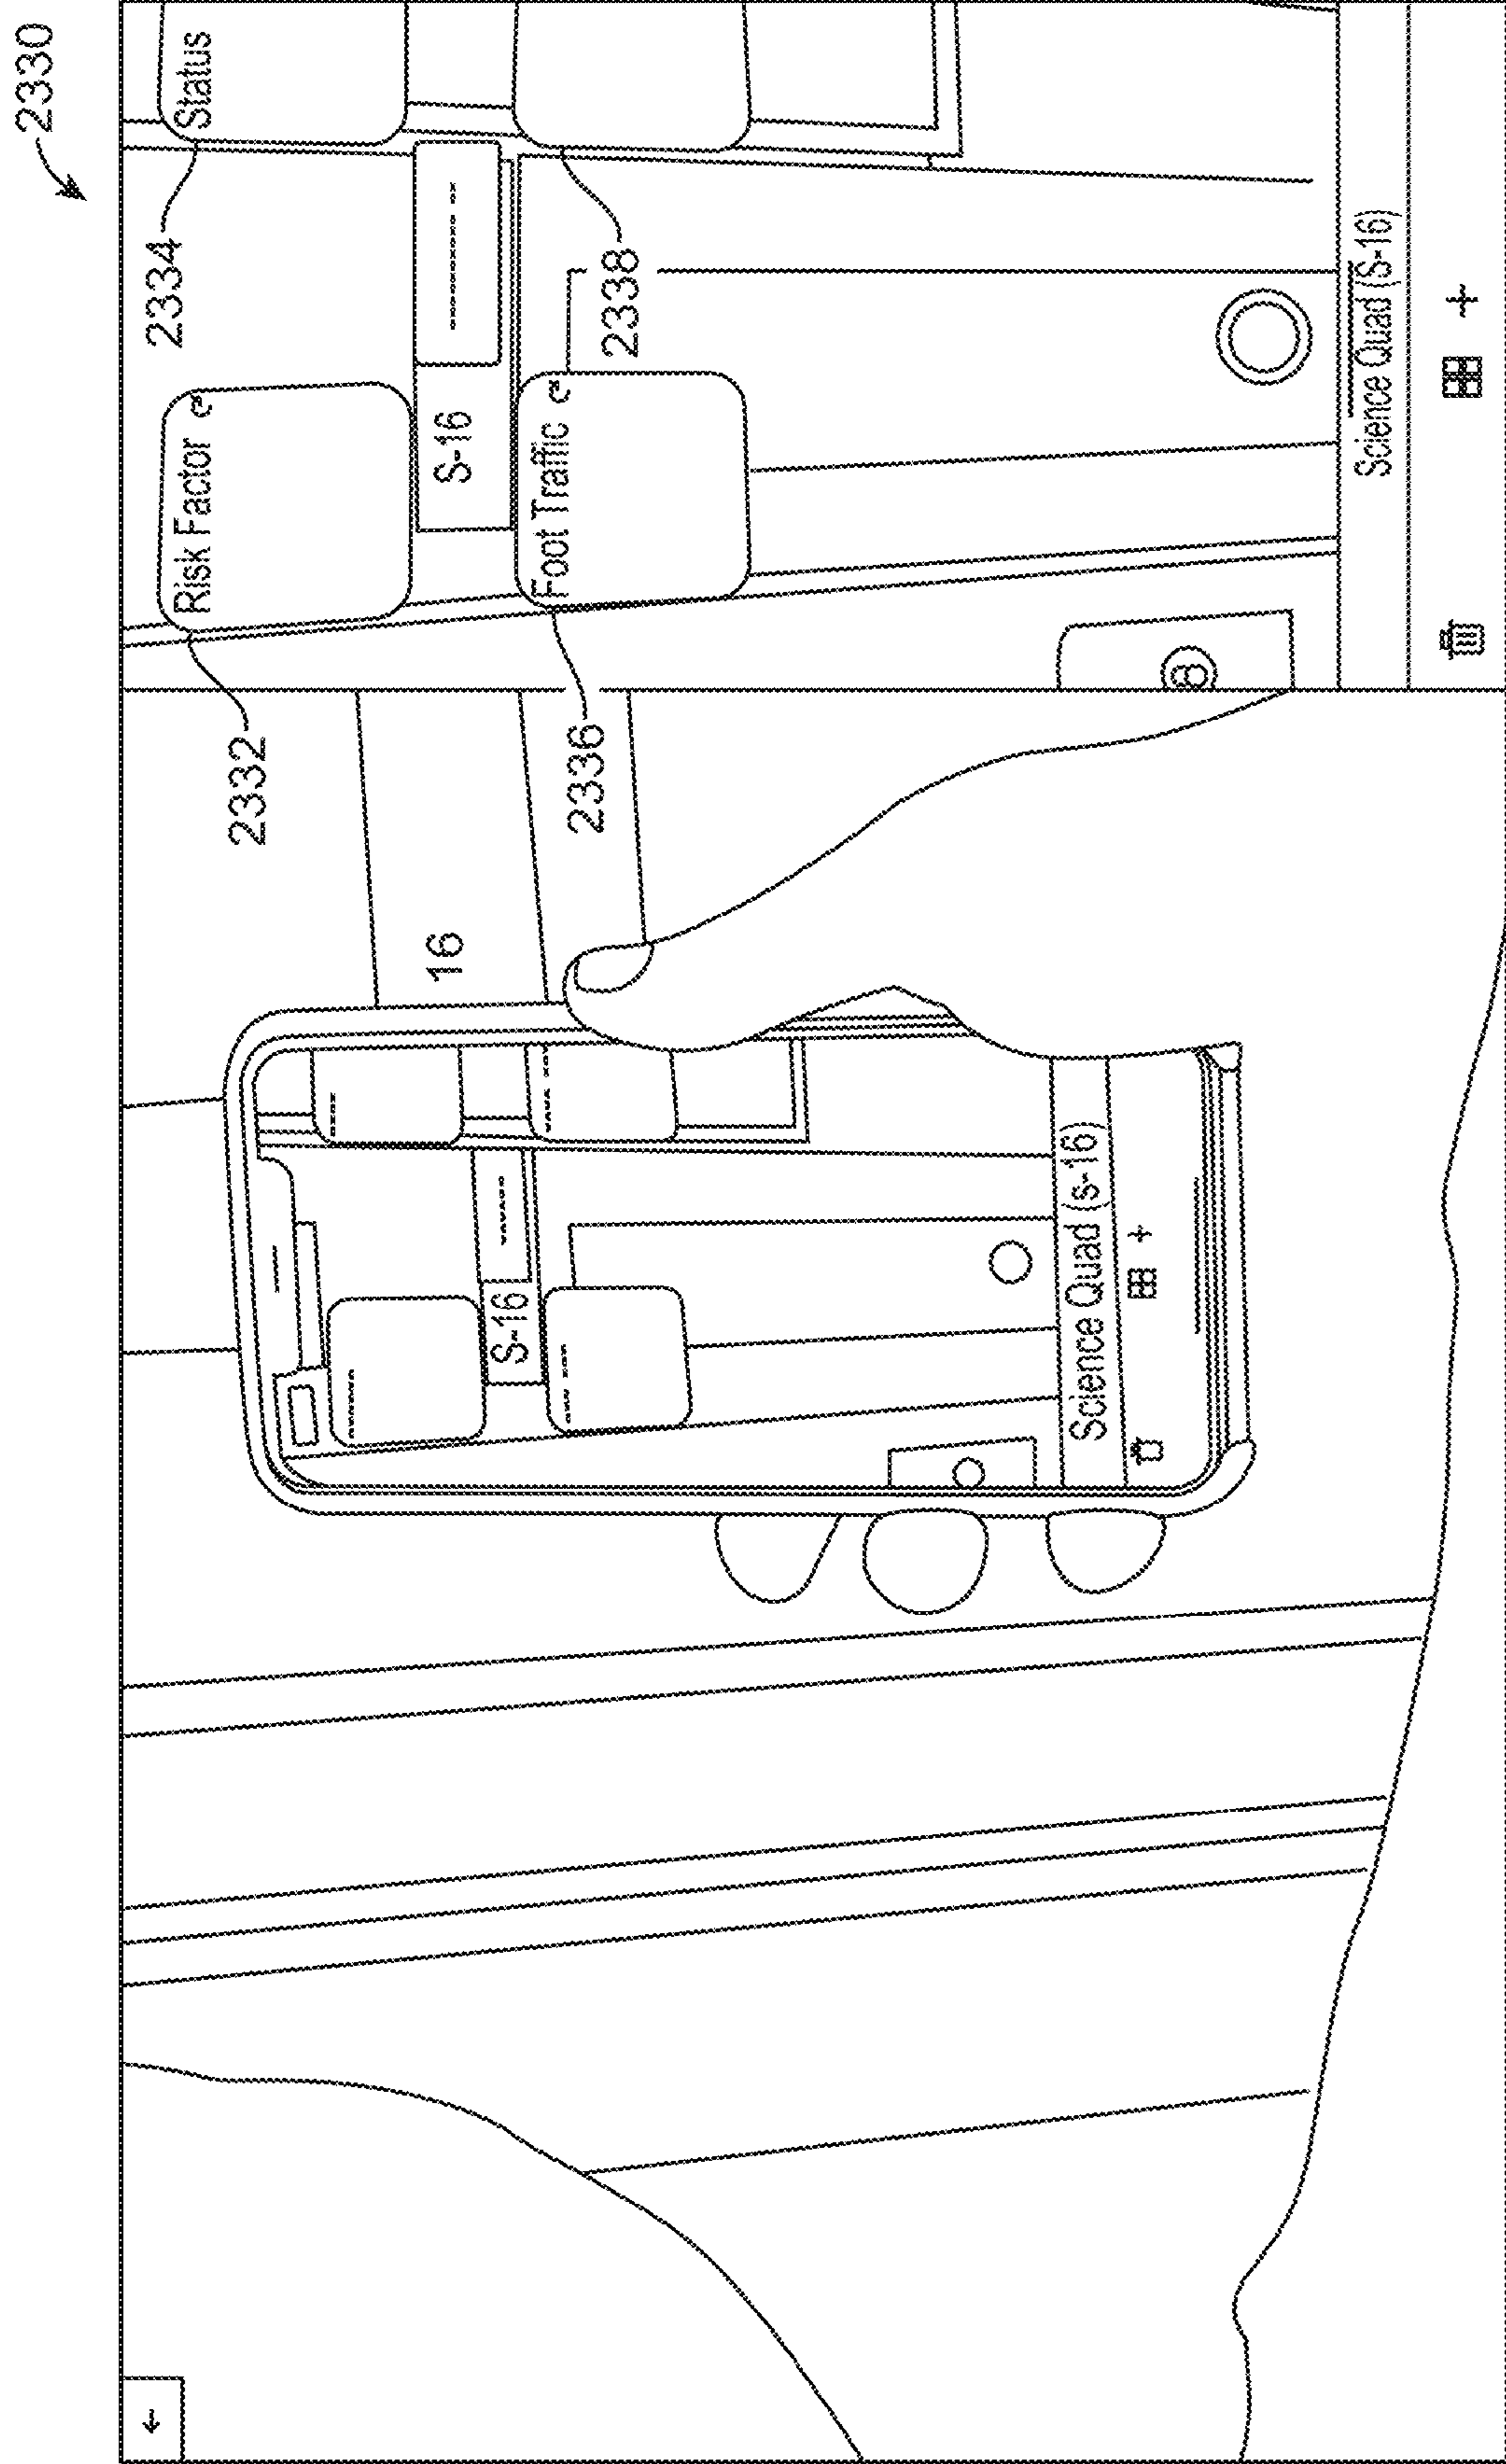 2330
2334
Status
Risk Factor
S-16
2338
Foot Traffic
2332
2336
16
S-16
Science Quad (s-16)
8
Science Quad (S-16)